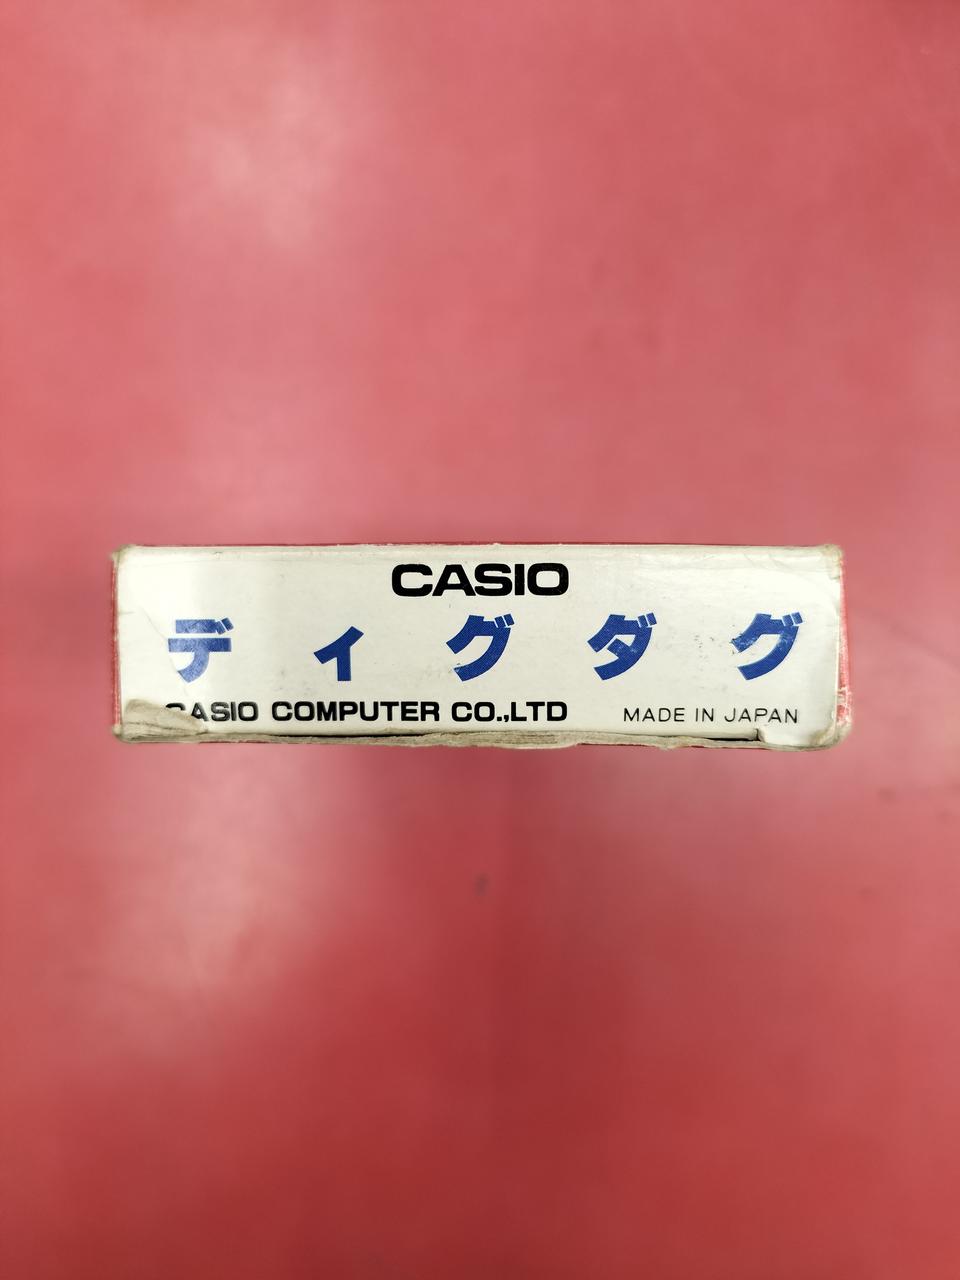 CASIO
ディグダグ
CASIO COMPUTER CO.,LTD
MADE IN JAPAN